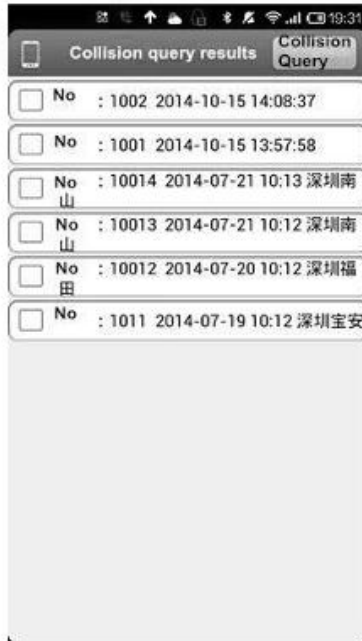 19:31
Collision query results
Collision
Query
No : 1002 2014-10-15 14:08:37
No : 1001 2014-10-15 13:57:58
No : 10014 2014-07-21 10:13 深圳南
山
No : 10013 2014-07-21 10:12 深圳南
山
No : 10012 2014-07-20 10:12 深圳福
田
No : 1011 2014-07-19 10:12 深圳宝安